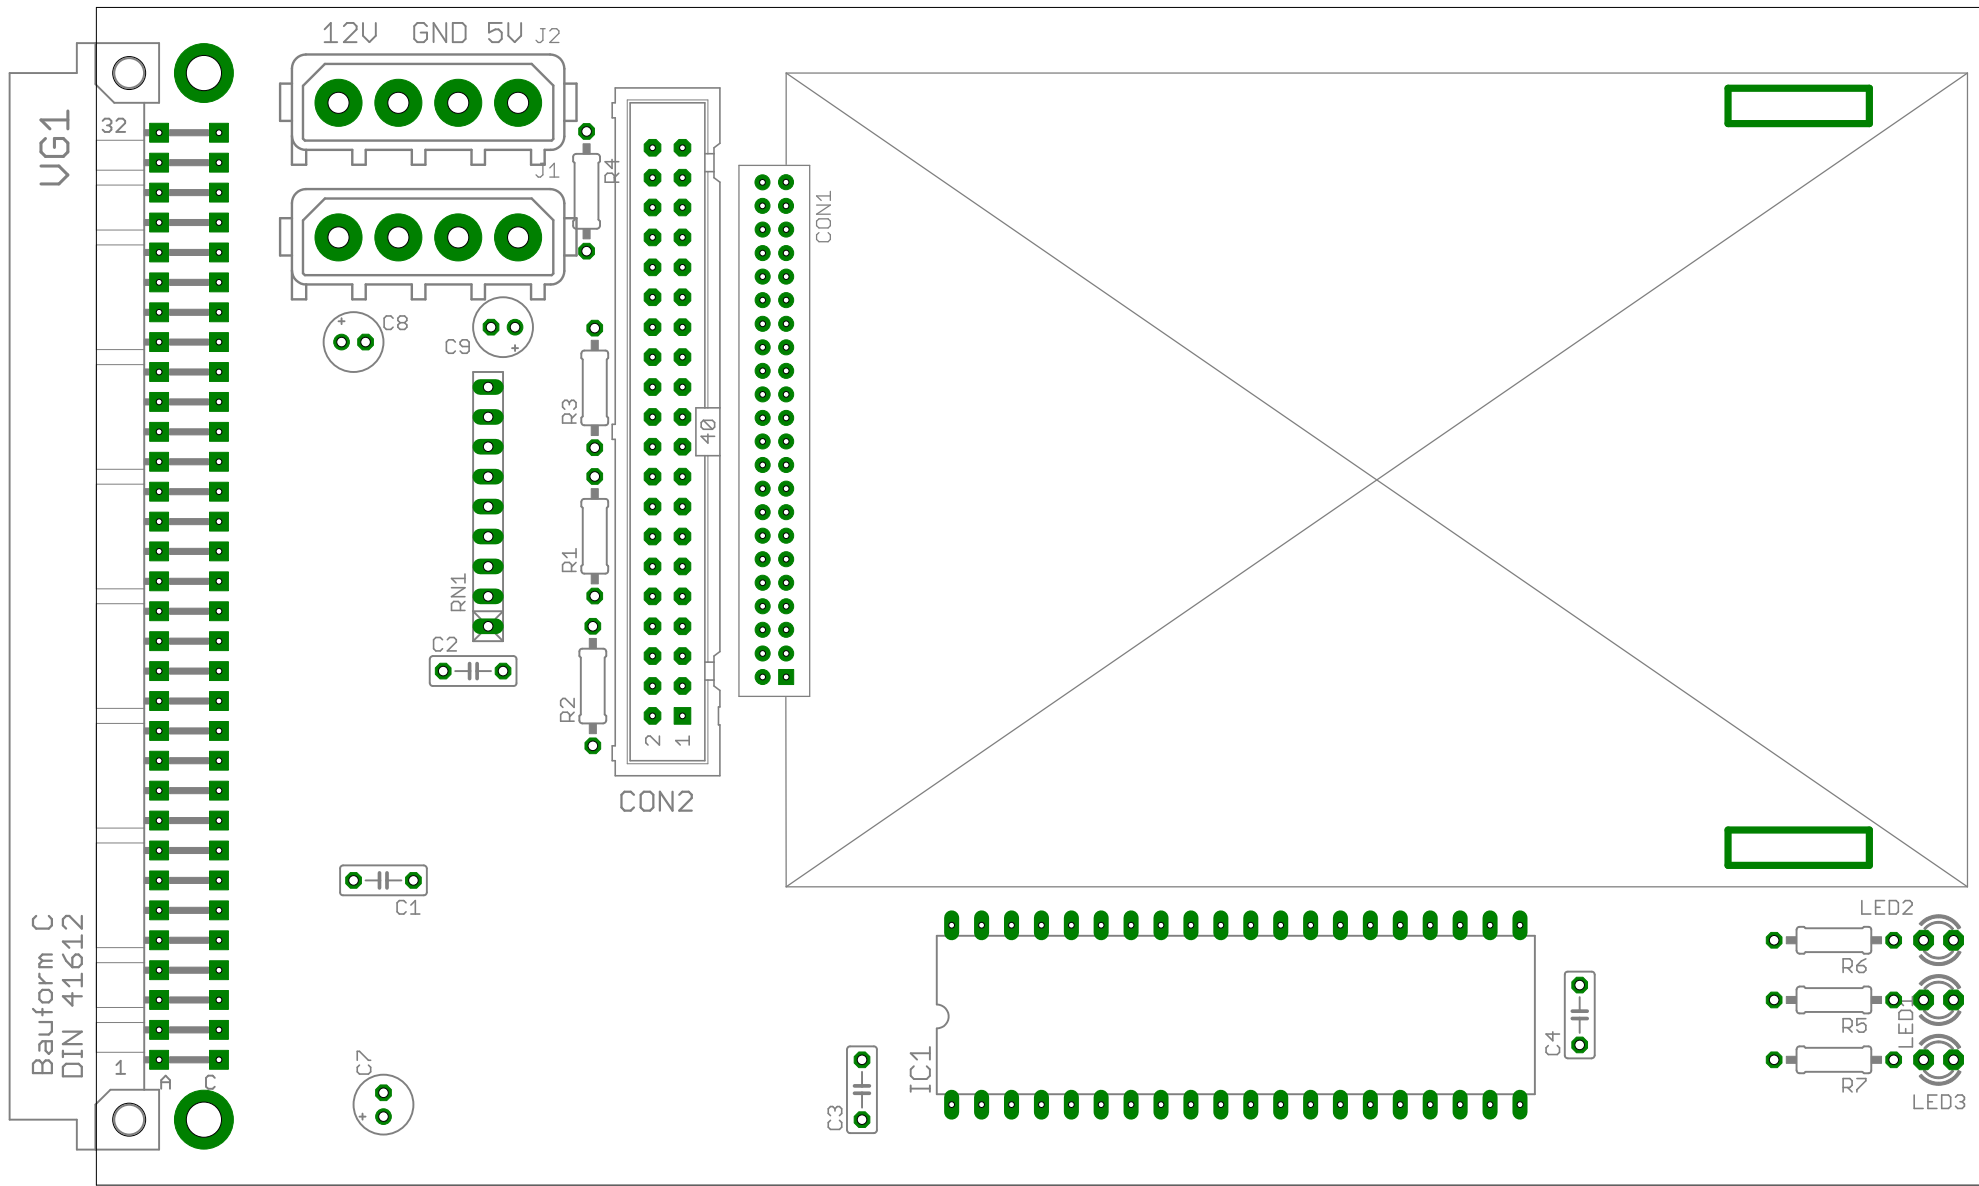 12V GND 5V J2
VG1
32
J1
R4
CON1
C8
C9
R3
40
R1
RN1
C2
R2
2 1
CON2
C1
Bauform C
DIN 41612
1
A C
C7
C3
IC1
C4
LED2
R6
LED1
R5
R7
LED3